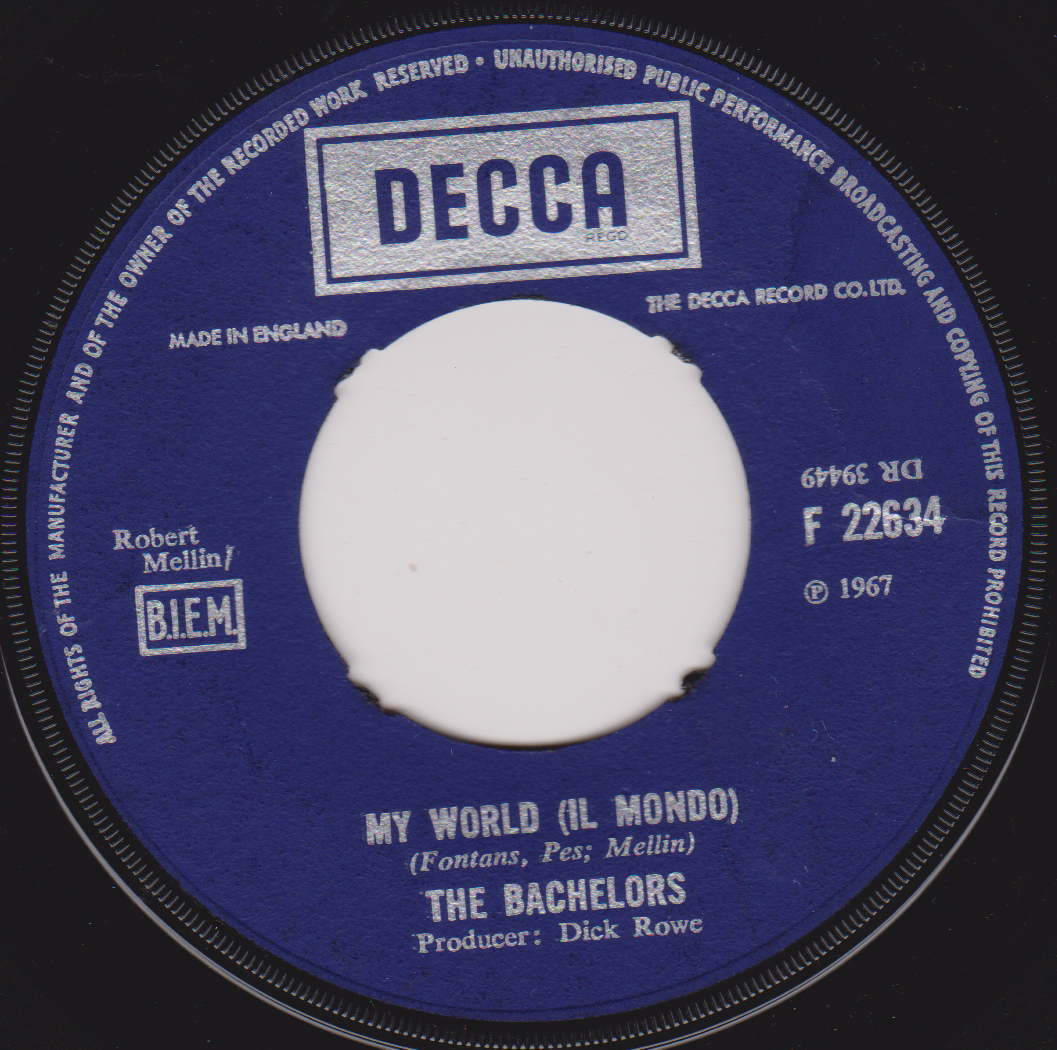 ALL RIGHTS OF THE MANUFACTURER AND OF THE OWNER OF THE RECORDED WORK RESERVED • UNAUTHORISED PUBLIC PERFORMANCE BROADCASTING AND COPYING OF THIS RECORD PROHIBITED
DECCA
REGD
MADE IN ENGLAND
THE DECCA RECORD CO. LTD.
DR 39449
F 22634
Ⓟ 1967
Robert
Mellin/
B.I.E.M.
MY WORLD (IL MONDO)
(Fontans, Pes; Mellin)
THE BACHELORS
Producer: Dick Rowe